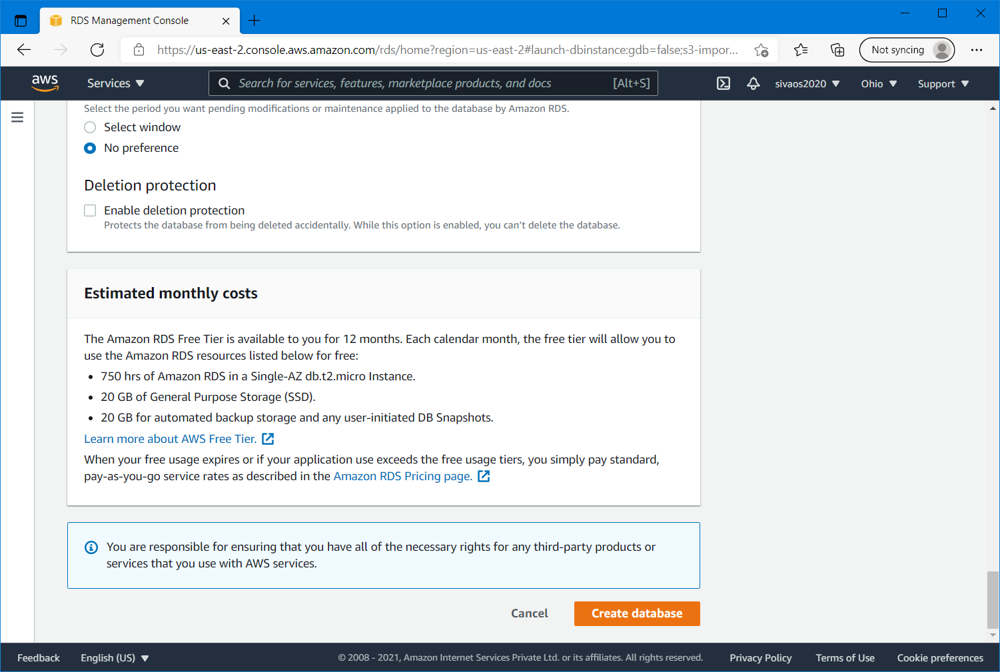 RDS Management Console
https://us-east-2.console.aws.amazon.com/rds/home?region=us-east-2#launch-dbinstance:gdb=false;s3-impor...
Not syncing
aws
Services
Search for services, features, marketplace products, and docs
[Alt+S]
sivaos2020
Ohio
Support
Select the period you want pending modifications or maintenance applied to the database by Amazon RDS.
Select window
No preference
Deletion protection
Enable deletion protection
Protects the database from being deleted accidentally. While this option is enabled, you can’t delete the database.
Estimated monthly costs
The Amazon RDS Free Tier is available to you for 12 months. Each calendar month, the free tier will allow you to
use the Amazon RDS resources listed below for free:
• 750 hrs of Amazon RDS in a Single-AZ db.t2.micro Instance.
• 20 GB of General Purpose Storage (SSD).
• 20 GB for automated backup storage and any user-initiated DB Snapshots.
Learn more about AWS Free Tier.
When your free usage expires or if your application use exceeds the free usage tiers, you simply pay standard,
pay-as-you-go service rates as described in the Amazon RDS Pricing page.
You are responsible for ensuring that you have all of the necessary rights for any third-party products or
services that you use with AWS services.
Cancel
Create database
Feedback
English (US)
© 2008 - 2021, Amazon Internet Services Private Ltd. or its affiliates. All rights reserved.
Privacy Policy
Terms of Use
Cookie preferences